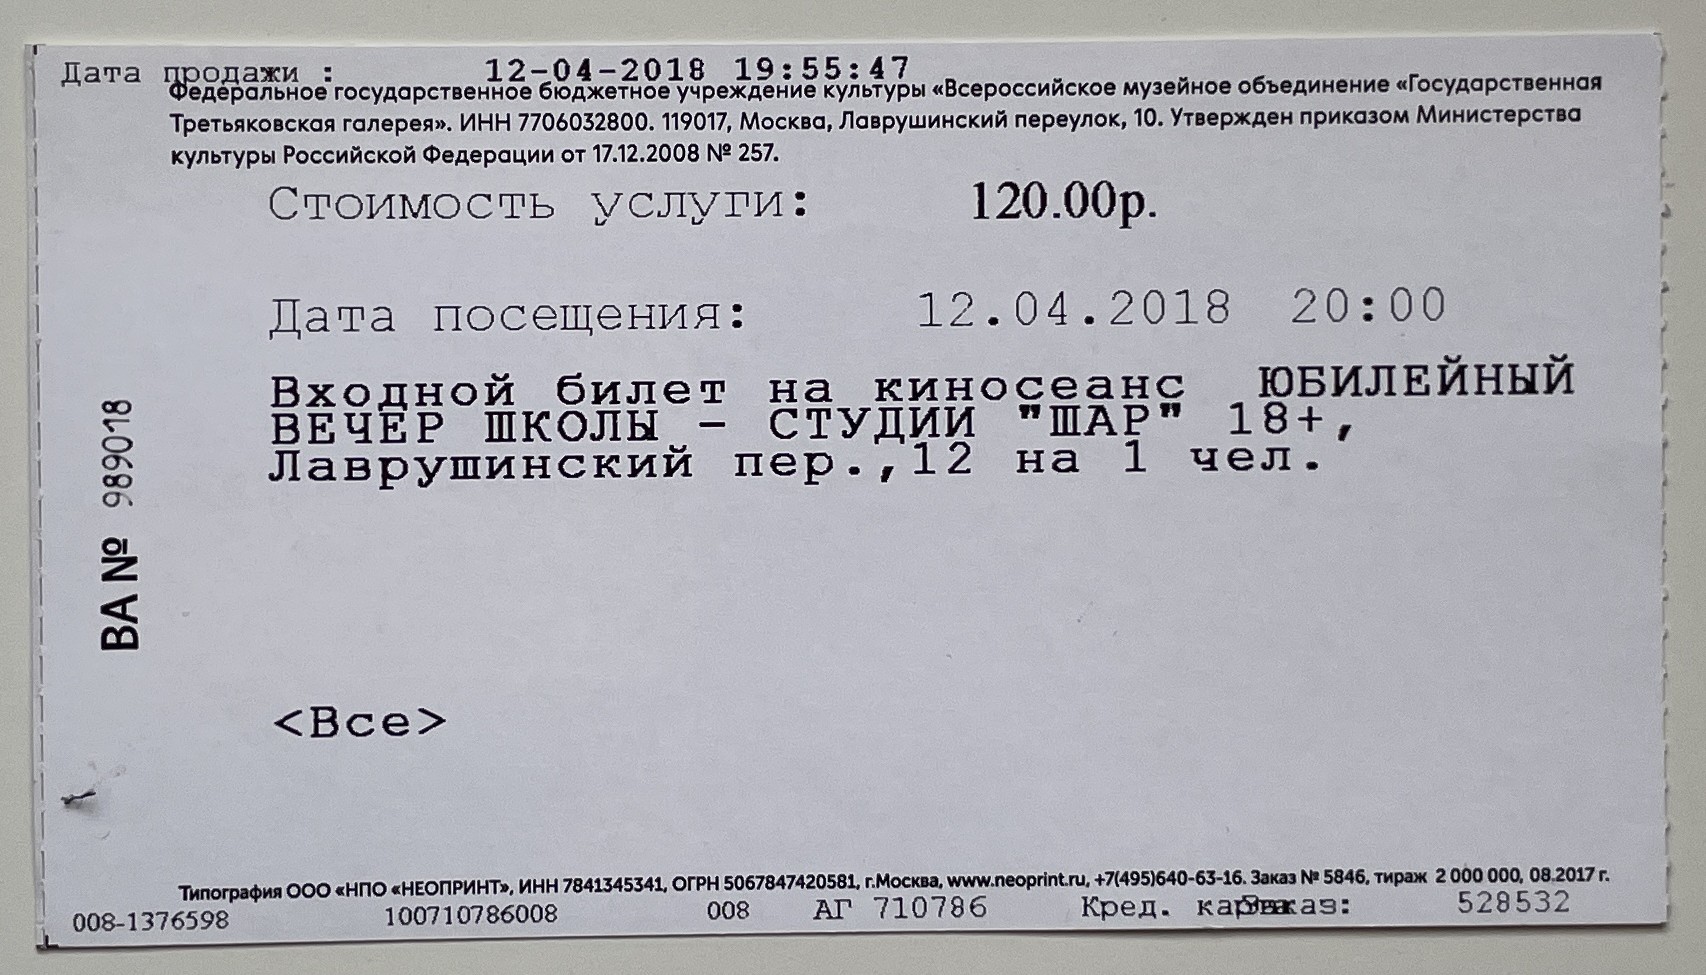 Дата продажи : 12-04-2018 19:55:47
Федеральное государственное бюджетное учреждение культуры «Всероссийское музейное объединение «Государственная
Третьяковская галерея». ИНН 7706032800. 119017, Москва, Лаврушинский переулок, 10. Утвержден приказом Министерства
культуры Российской Федерации от 17.12.2008 № 257.
Стоимость услуги: 120.00р.
Дата посещения: 12.04.2018 20:00
Входной билет на киносеанс ЮБИЛЕЙНЫЙ
ВЕЧЕР ШКОЛЫ - СТУДИИ "ШАР" 18+,
Лаврушинский пер.,12 на 1 чел.
ВА № 989018
<Все>
Типография ООО «НПО «НЕОПРИНТ», ИНН 7841345341, ОГРН 5067847420581, г.Москва, www.neoprint.ru, +7(495)640-63-16. Заказ № 5846, тираж 2 000 000, 08.2017 г.
008-1376598 100710786008 008 АГ 710786 Кред. карта Заказ: 528532